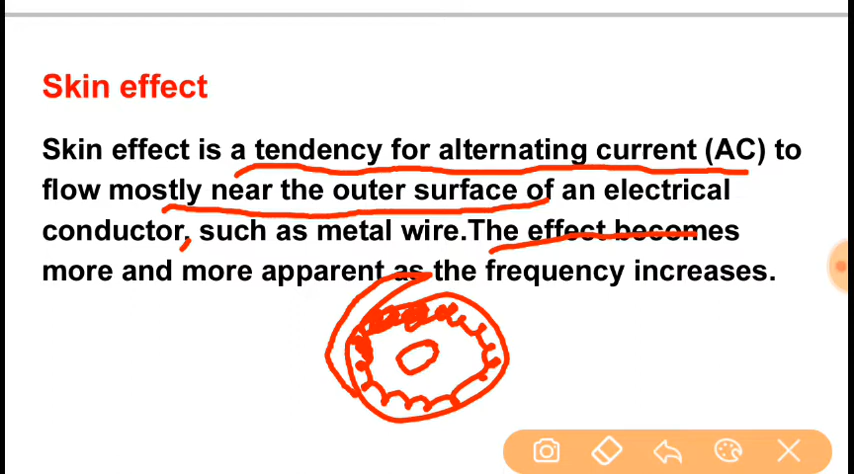 Skin effect
Skin effect is a tendency for alternating current (AC) to
flow mostly near the outer surface of an electrical
conductor, such as metal wire.The effect becomes
more and more apparent as the frequency increases.